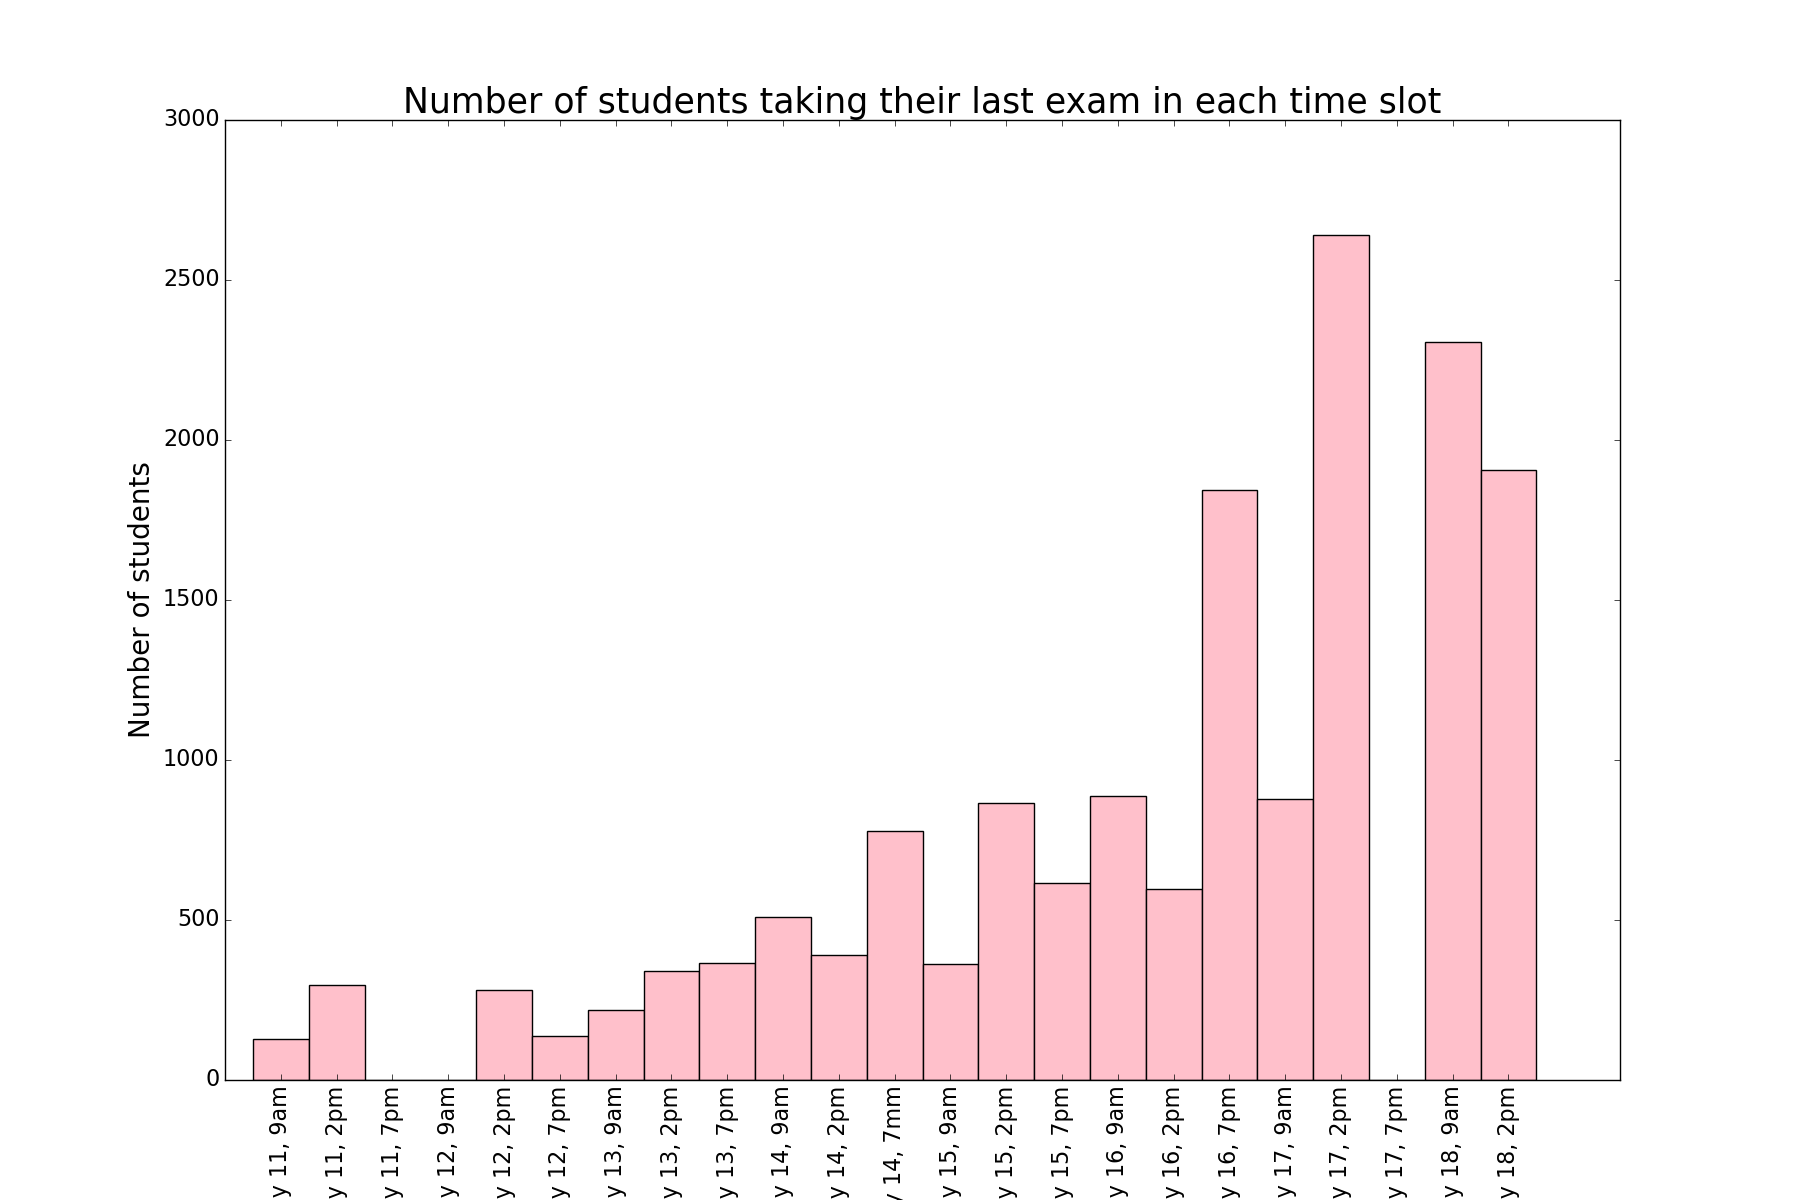 Number of students taking their last exam in each time slot
Number of students
3000
2500
2000
1500
1000
500
0
y 11, 9am
y 11, 2pm
y 11, 7pm
y 12, 9am
y 12, 2pm
y 12, 7pm
y 13, 9am
y 13, 2pm
y 13, 7pm
y 14, 9am
y 14, 2pm
y 14, 7mm
y 15, 9am
y 15, 2pm
y 15, 7pm
y 16, 9am
y 16, 2pm
y 16, 7pm
y 17, 9am
y 17, 2pm
y 17, 7pm
y 18, 9am
y 18, 2pm